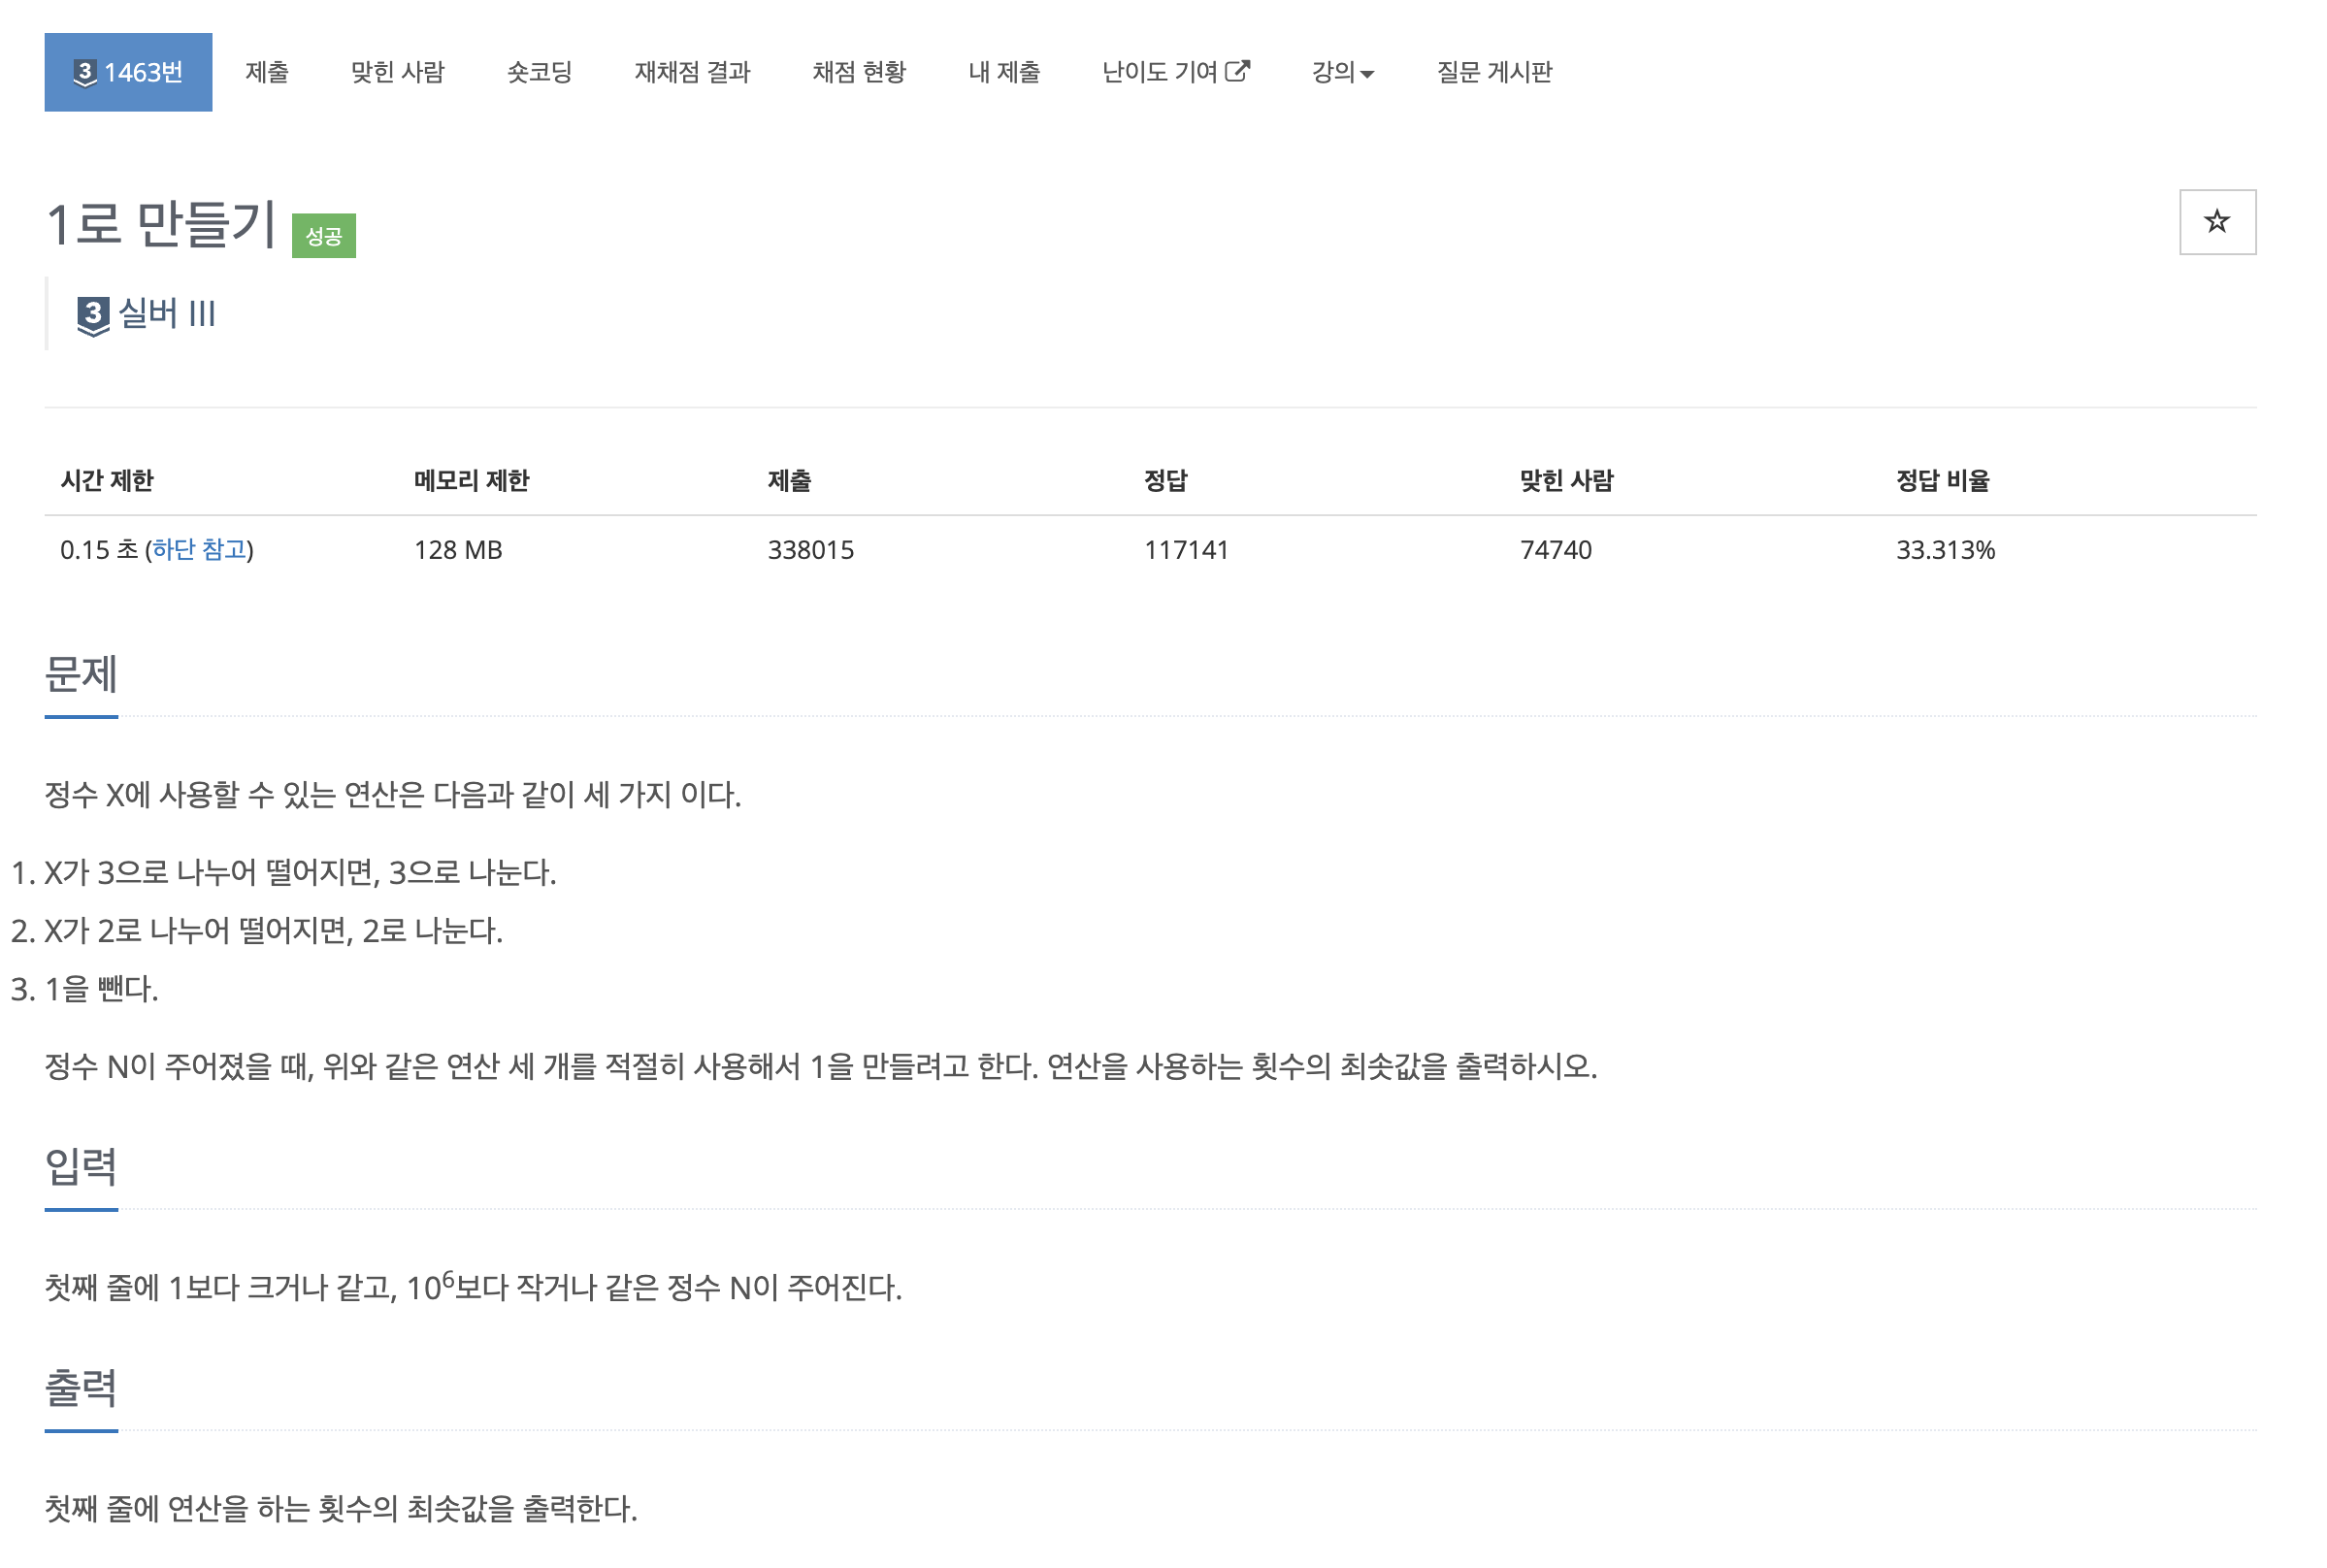 3 1463번 제출 맞힌 사람 숏코딩 재채점 결과 채점 현황 내 제출 난이도 기여 강의 질문 게시판
1로 만들기 성공
3 실버 III
시간 제한 메모리 제한 제출 정답 맞힌 사람 정답 비율
0.15 초 (하단 참고) 128 MB 338015 117141 74740 33.313%
문제
정수 X에 사용할 수 있는 연산은 다음과 같이 세 가지 이다.
1. X가 3으로 나누어 떨어지면, 3으로 나눈다.
2. X가 2로 나누어 떨어지면, 2로 나눈다.
3. 1을 뺀다.
정수 N이 주어졌을 때, 위와 같은 연산 세 개를 적절히 사용해서 1을 만들려고 한다. 연산을 사용하는 횟수의 최솟값을 출력하시오.
입력
첫째 줄에 1보다 크거나 같고, 10⁶보다 작거나 같은 정수 N이 주어진다.
출력
첫째 줄에 연산을 하는 횟수의 최솟값을 출력한다.